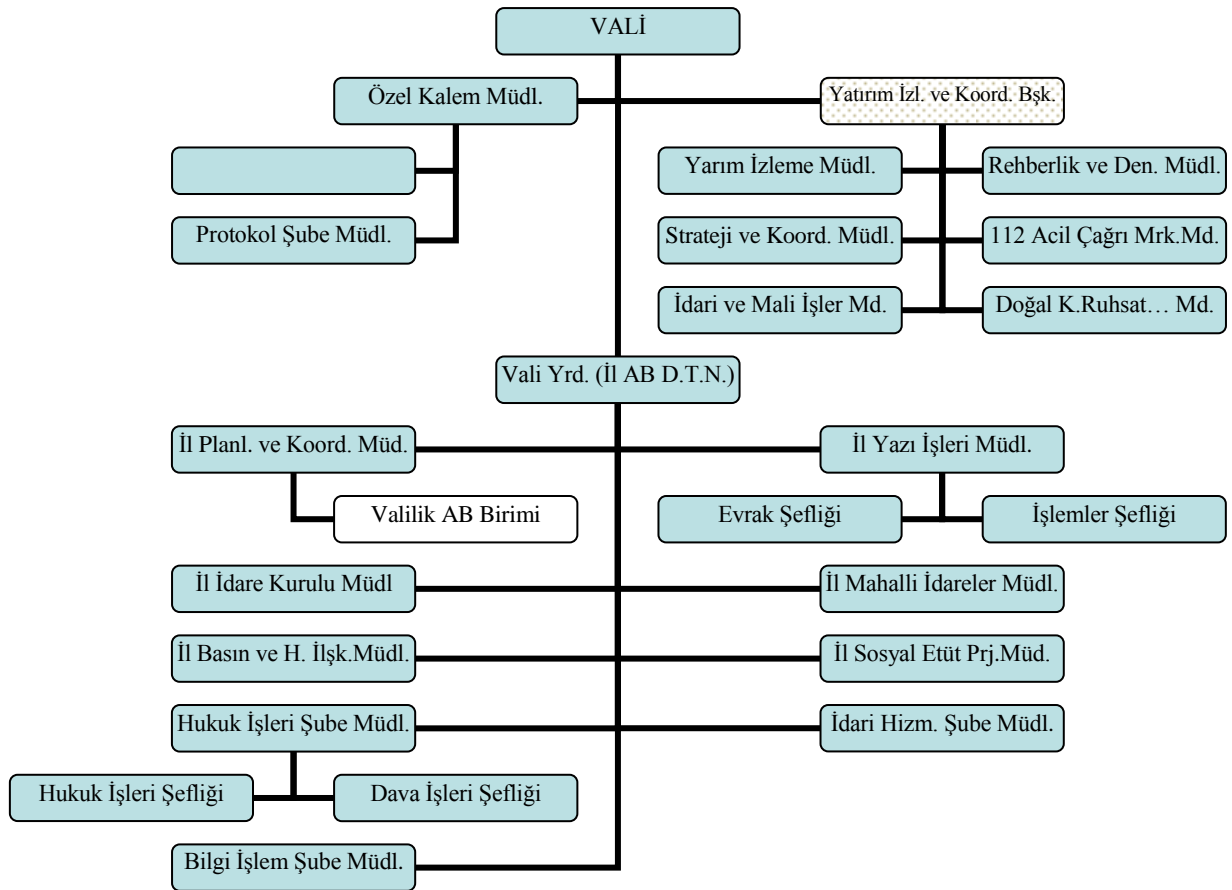 VALİ
Özel Kalem Müdl.
Yatırım İzl. ve Koord. Bşk.
Yarım İzleme Müdl.
Rehberlik ve Den. Müdl.
Protokol Şube Müdl.
Strateji ve Koord. Müdl.
112 Acil Çağrı Mrk.Md.
İdari ve Mali İşler Md.
Doğal K.Ruhsat… Md.
Vali Yrd. (İl AB D.T.N.)
İl Planl. ve Koord. Müd.
İl Yazı İşleri Müdl.
Valilik AB Birimi
Evrak Şefliği
İşlemler Şefliği
İl İdare Kurulu Müdl
İl Mahalli İdareler Müdl.
İl Basın ve H. İlşk.Müdl.
İl Sosyal Etüt Prj.Müd.
Hukuk İşleri Şube Müdl.
İdari Hizm. Şube Müdl.
Hukuk İşleri Şefliği
Dava İşleri Şefliği
Bilgi İşlem Şube Müdl.